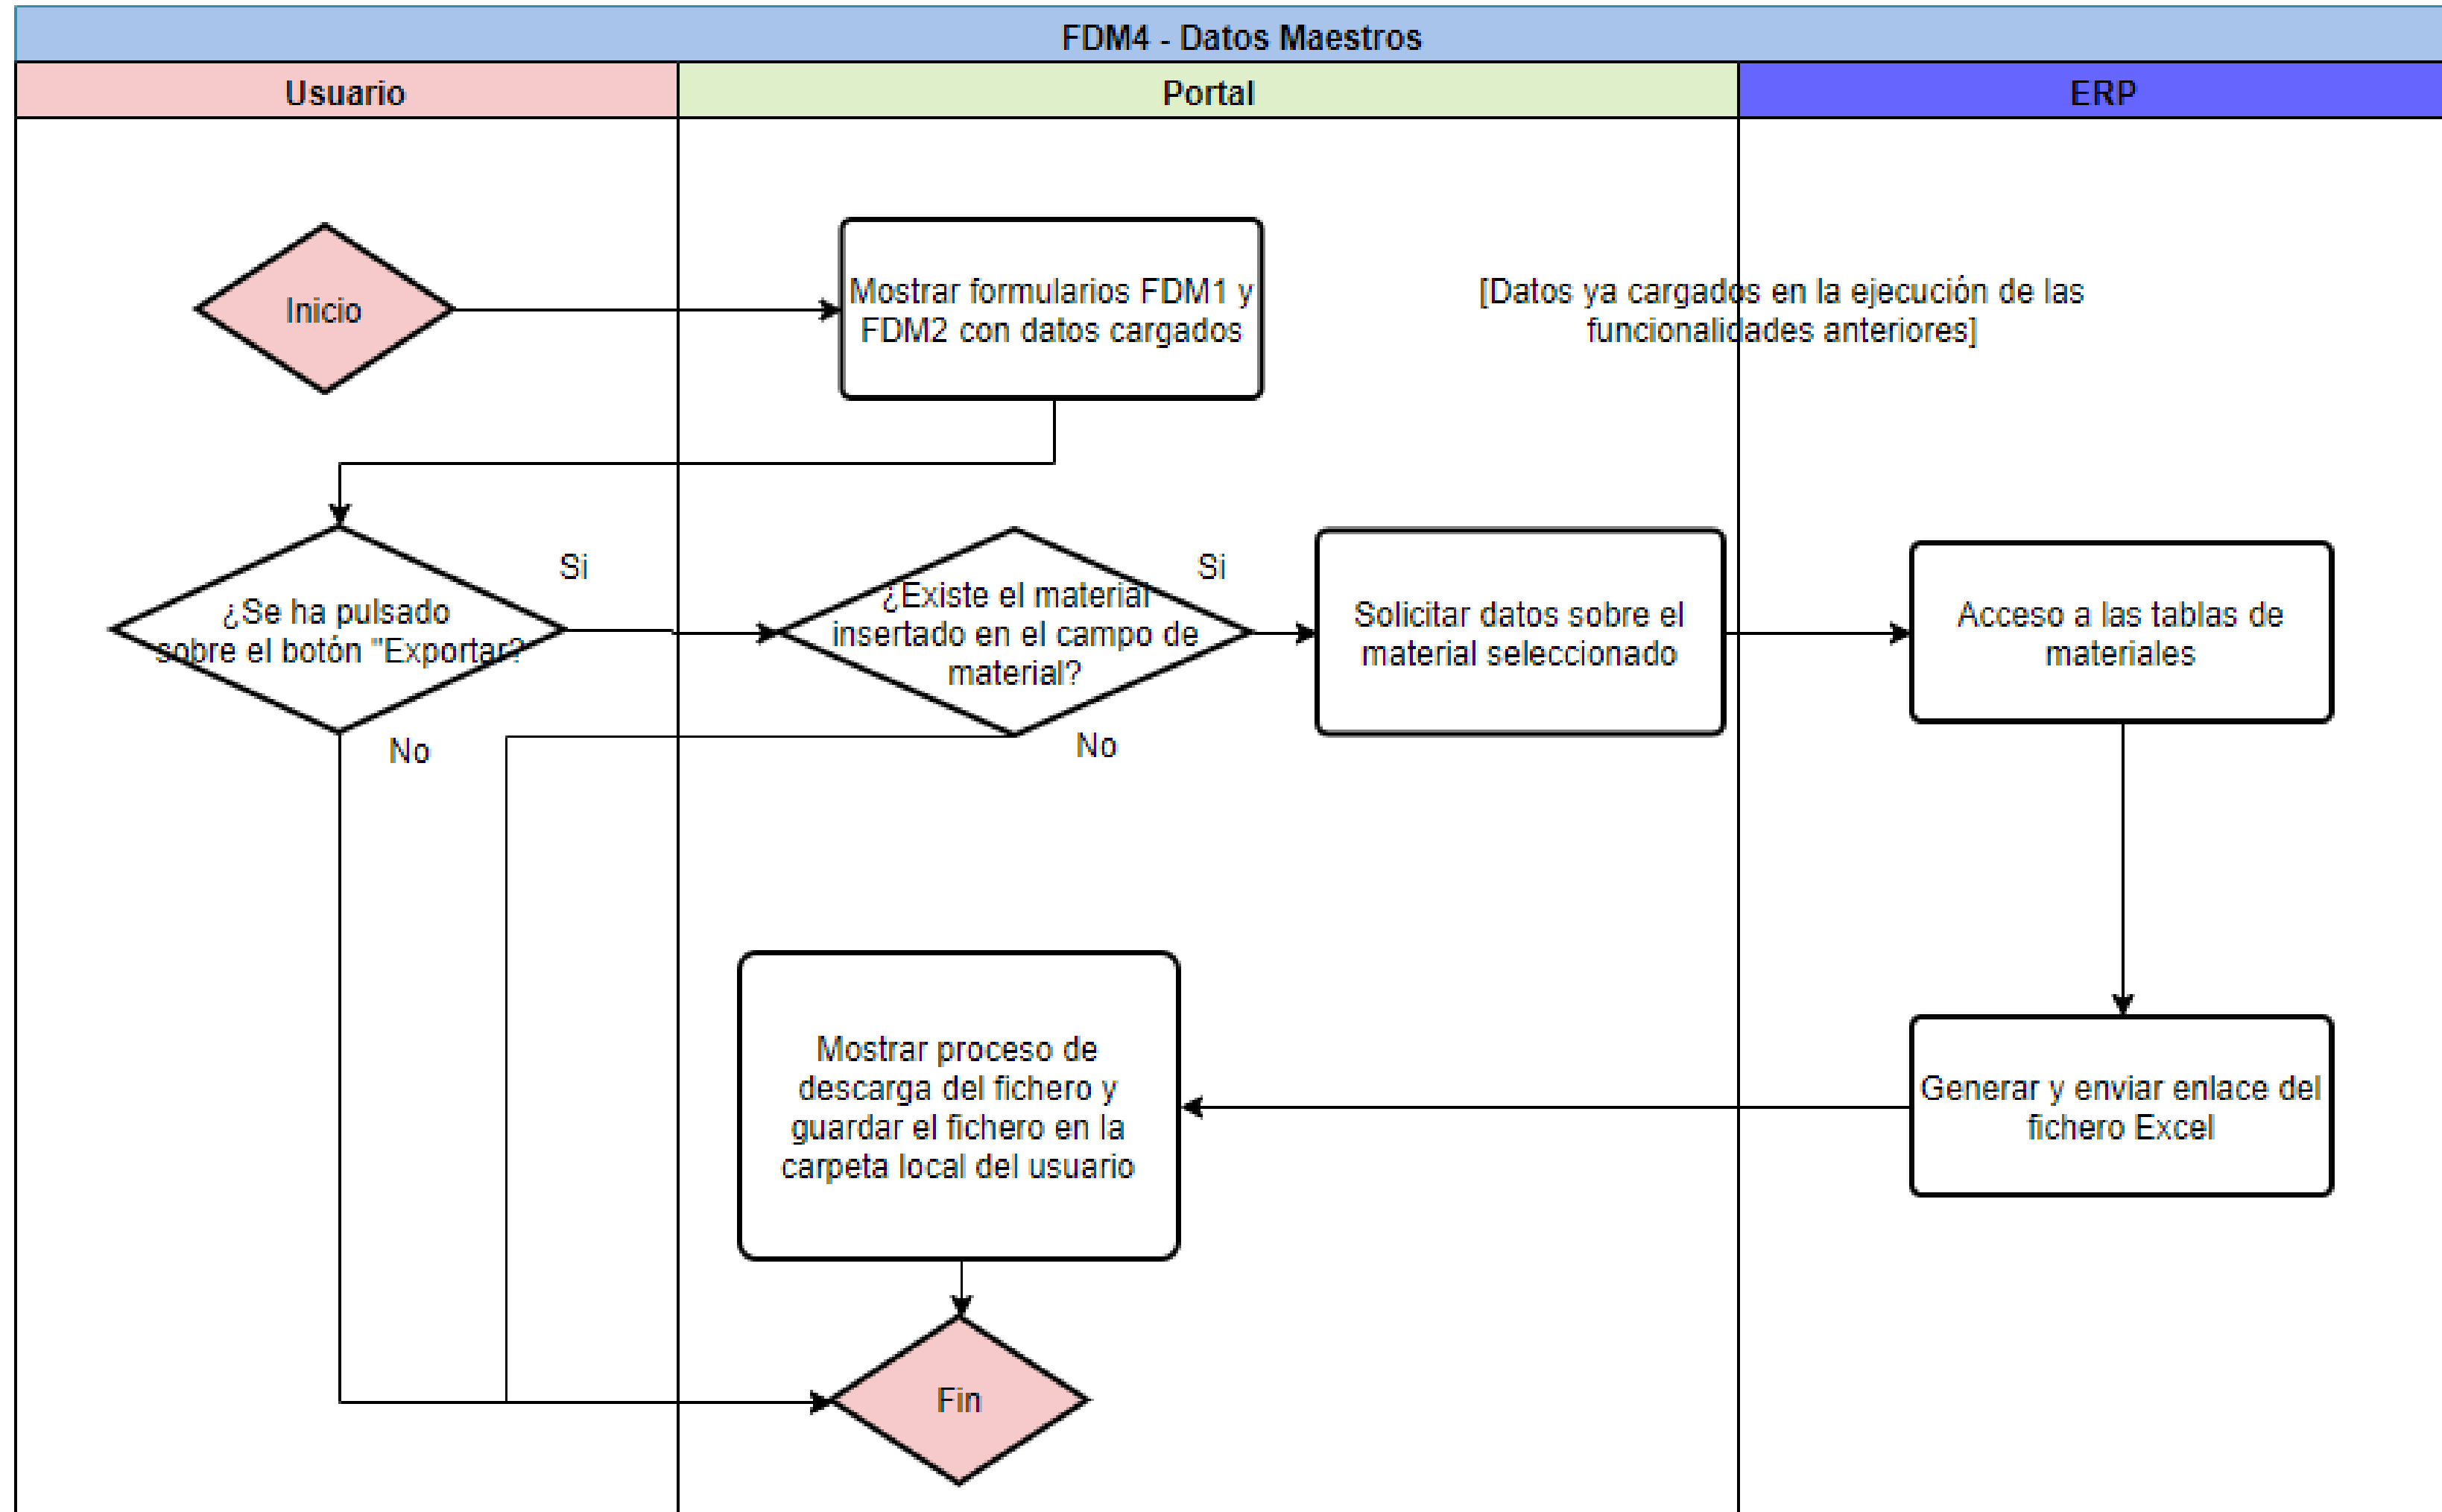 FDM4 - Datos Maestros
Usuario
Portal
ERP
Inicio
Mostrar formularios FDM1 y
FDM2 con datos cargados
[Datos ya cargados en la ejecución de las
funcionalidades anteriores]
¿Se ha pulsado
sobre el botón "Exportar?
Si
No
¿Existe el material
insertado en el campo de
material?
Si
No
Solicitar datos sobre el
material seleccionado
Acceso a las tablas de
materiales
Mostrar proceso de
descarga del fichero y
guardar el fichero en la
carpeta local del usuario
Generar y enviar enlace del
fichero Excel
Fin